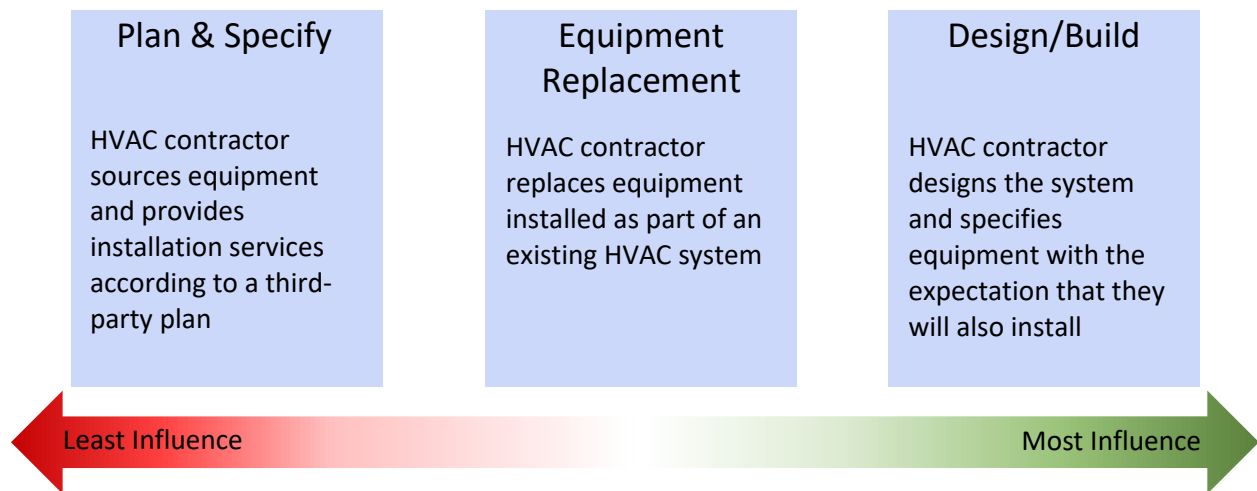 Plan & Specify
HVAC contractor
sources equipment
and provides
installation services
according to a third-
party plan
Equipment
Replacement
HVAC contractor
replaces equipment
installed as part of an
existing HVAC system
Design/Build
HVAC contractor
designs the system
and specifies
equipment with the
expectation that they
will also install
Least Influence
Most Influence